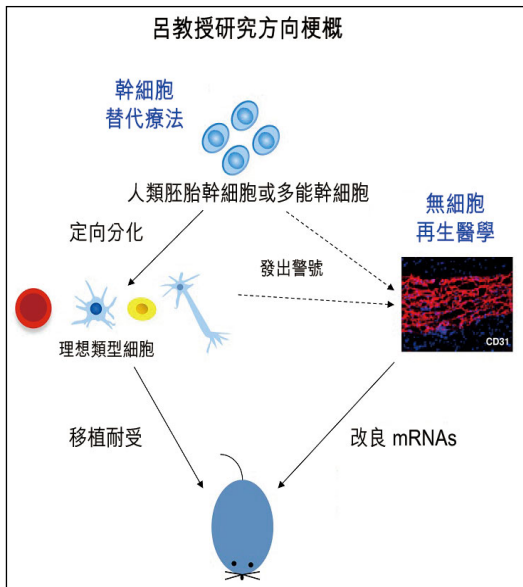 呂教授研究方向梗概
幹細胞
替代療法
人類胚胎幹細胞或多能幹細胞
無細胞
再生醫學
定向分化
發出警號
CD31
理想類型細胞
移植耐受
改良 mRNAs